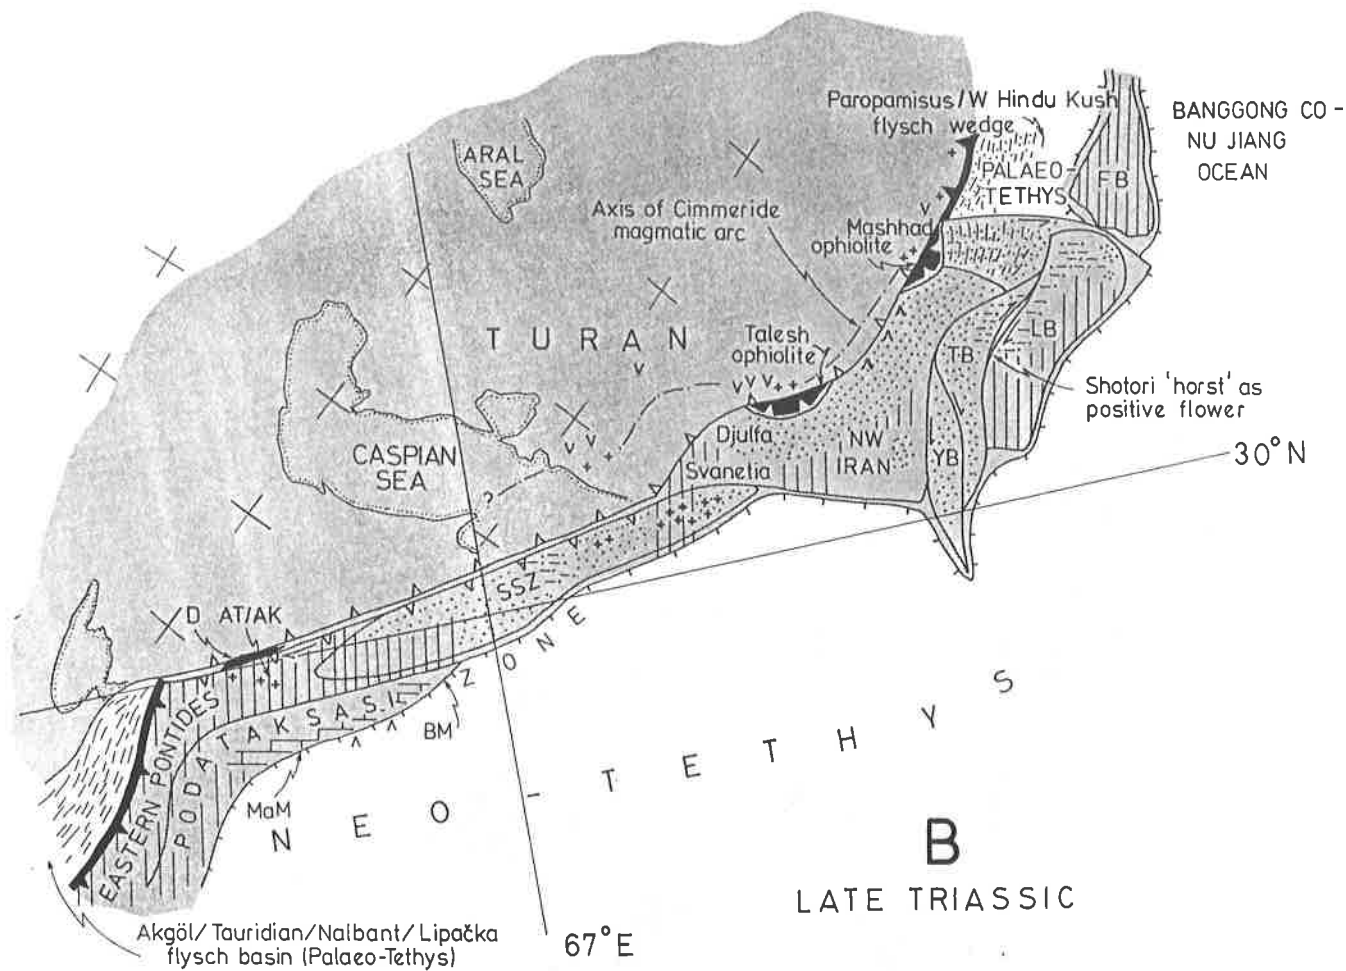 Paropamisus/W Hindu Kush
flysch wedge
BANGGONG CO -
NU JIANG
OCEAN
ARAL
SEA
PALAEO-
TETHYS
FB
Axis of Cimmeride
magmatic arc
Mashhad
ophiolite
TURAN
Talesh
ophiolite
LB
TB
Shotori 'horst' as
positive flower
Djulfa
NW
IRAN
YB
Svanetia
30°N
CASPIAN
SEA
?
SSZ
D AT/AK
ZONE
EASTERN PONTIDES
PODATAKSASI
BM
MaM
NEO-TETHYS
B
LATE TRIASSIC
Akgöl/Tauridian/Nalbant/Lipačka
flysch basin (Palaeo-Tethys)
67°E